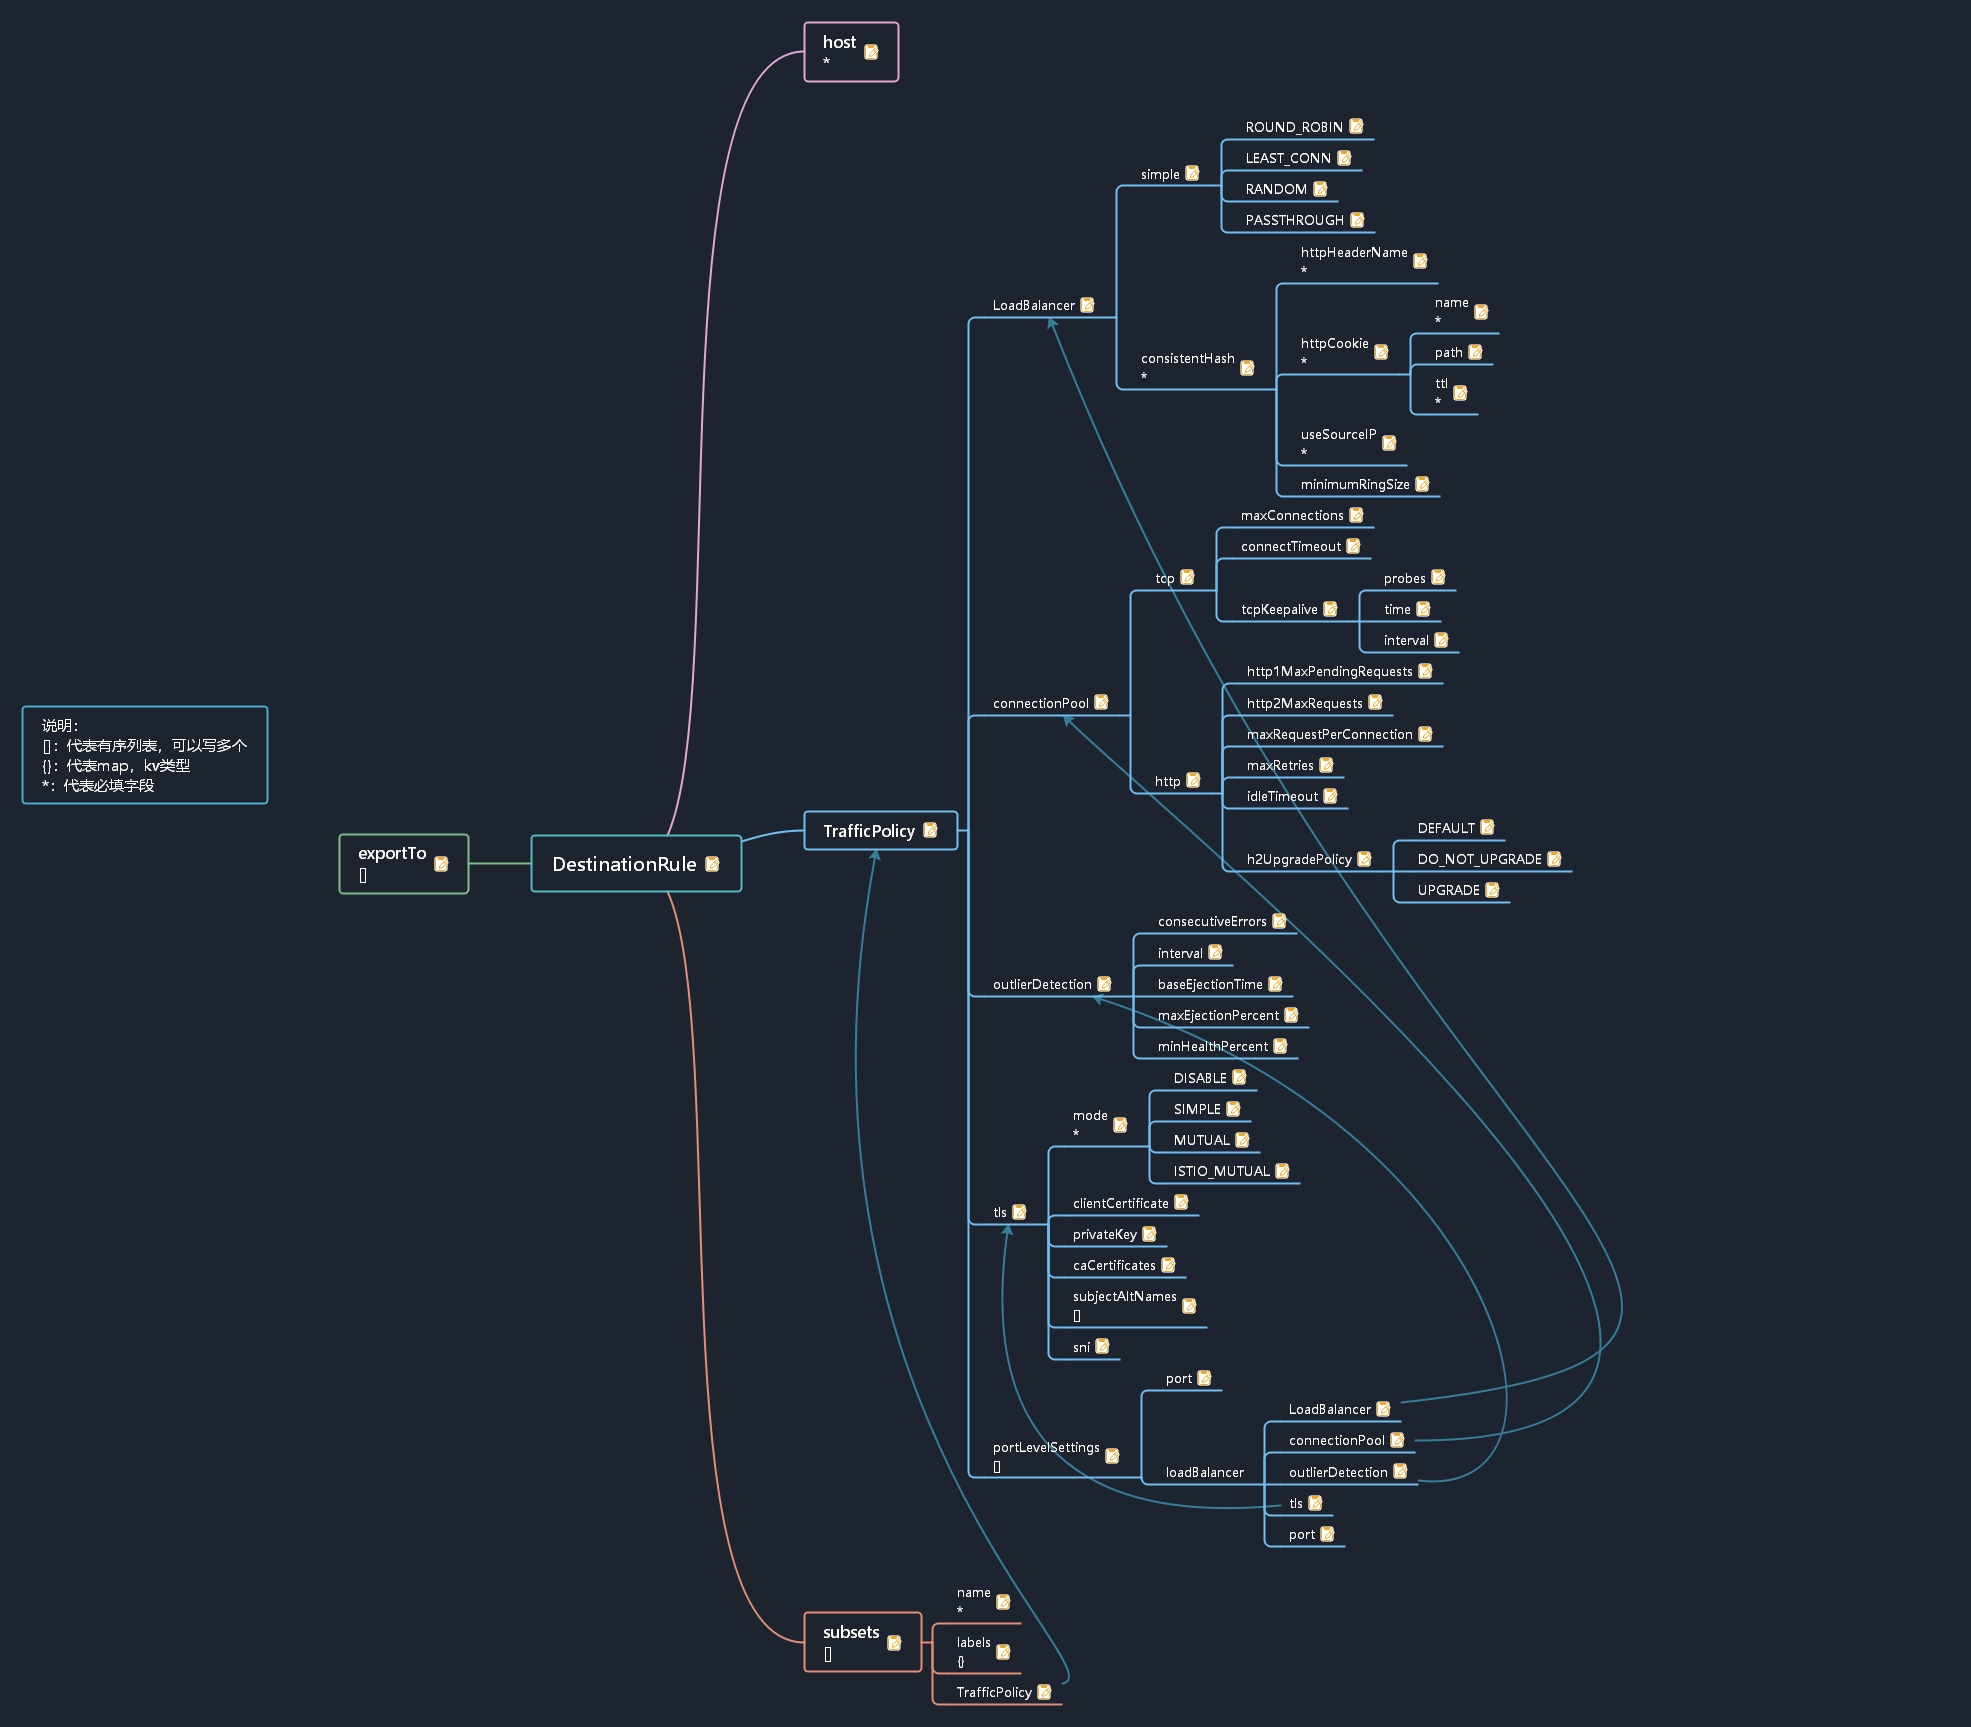 host
*
ROUND_ROBIN
LEAST_CONN
simple
RANDOM
PASSTHROUGH
httpHeaderName
*
LoadBalancer
name
*
httpCookie
*
path
consistentHash
*
ttl
*
useSourceIP
*
minimumRingSize
maxConnections
connectTimeout
tcp
probes
tcpKeepalive
time
interval
http1MaxPendingRequests
connectionPool
http2MaxRequests
说明：
[]：代表有序列表，可以写多个
{}：代表map，kv类型
*：代表必填字段
maxRequestPerConnection
maxRetries
http
idleTimeout
TrafficPolicy
DEFAULT
exportTo
[]
DestinationRule
h2UpgradePolicy
DO_NOT_UPGRADE
UPGRADE
consecutiveErrors
interval
outlierDetection
baseEjectionTime
maxEjectionPercent
minHealthPercent
DISABLE
mode
*
SIMPLE
MUTUAL
ISTIO_MUTUAL
clientCertificate
tls
privateKey
caCertificates
subjectAltNames
[]
sni
port
LoadBalancer
portLevelSettings
[]
connectionPool
loadBalancer
outlierDetection
tls
port
name
*
subsets
[]
labels
{}
TrafficPolicy